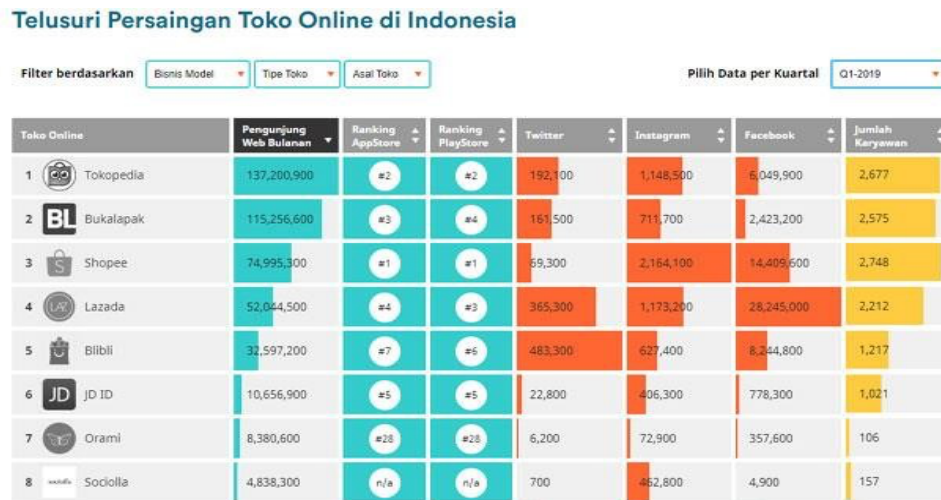 Telusuri Persaingan Toko Online di Indonesia
Filter berdasarkan Bisnis Model Tipe Toko Asal Toko Pilih Data per Kuartal Q1-2019
Toko Online Pengunjung Web Bulanan Ranking AppStore Ranking PlayStore Twitter Instagram Facebook Jumlah Karyawan
1 Tokopedia 137,200,900 #2 #2 192,100 1,148,500 6,049,900 2,677
2 BL Bukalapak 115,256,600 #3 #4 161,500 711,700 2,423,200 2,575
3 S Shopee 74,995,300 #1 #1 69,300 2,164,100 14,409,600 2,748
4 LAZ Lazada 52,044,500 #4 #3 365,300 1,173,200 28,245,000 2,212
5 Blibli 32,597,200 #7 #6 483,300 627,400 8,244,800 1,217
6 JD JD ID 10,656,900 #5 #5 22,800 406,300 778,300 1,021
7 Orami 8,380,600 #28 #28 6,200 72,900 357,600 106
8 sociolla Sociolla 4,838,300 n/a n/a 700 462,800 4,900 157